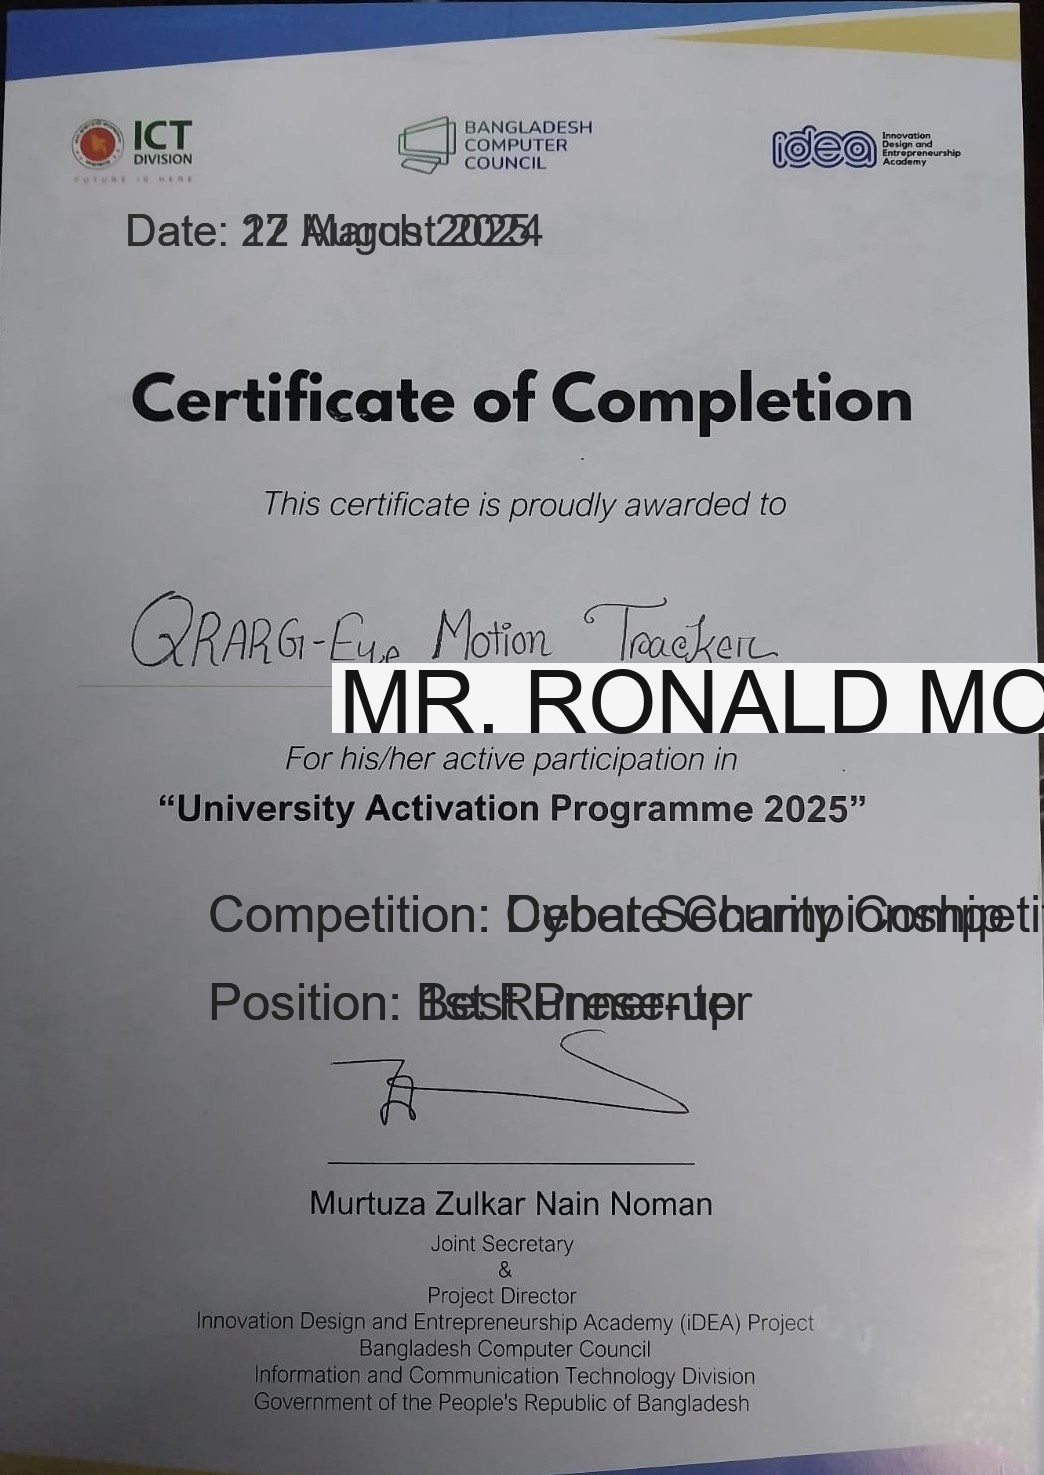 ICT
DIVISION
FUTURE IS HERE
BANGLADESH
COMPUTER
COUNCIL
idea
Innovation
Design and
Entrepreneurship
Academy
Date:
Certificate of Completion
This certificate is proudly awarded to
QRARG-Eye Motion Tracker
MR. RONALD MO
For his/her active participation in
“University Activation Programme 2025”
Competition:
Position:
Murtuza Zulkar Nain Noman
Joint Secretary
&
Project Director
Innovation Design and Entrepreneurship Academy (iDEA) Project
Bangladesh Computer Council
Information and Communication Technology Division
Government of the People's Republic of Bangladesh